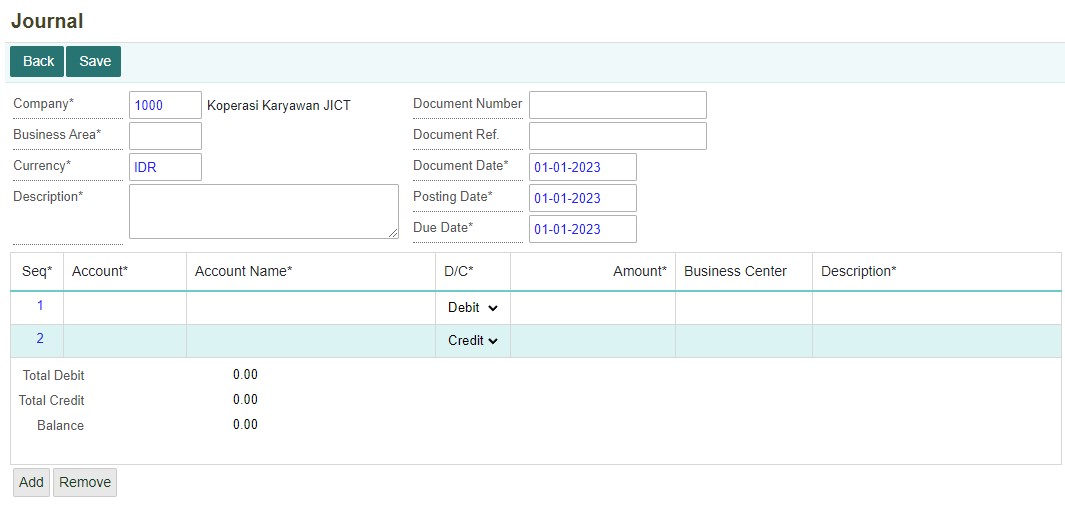 Journal
Back Save
Company* 1000 Koperasi Karyawan JICT Document Number
Business Area* Document Ref.
Currency* IDR Document Date* 01-01-2023
Description* Posting Date* 01-01-2023
Due Date* 01-01-2023
Seq* Account* Account Name* D/C* Amount* Business Center Description*
1 Debit
2 Credit
Total Debit 0.00
Total Credit 0.00
Balance 0.00
Add Remove